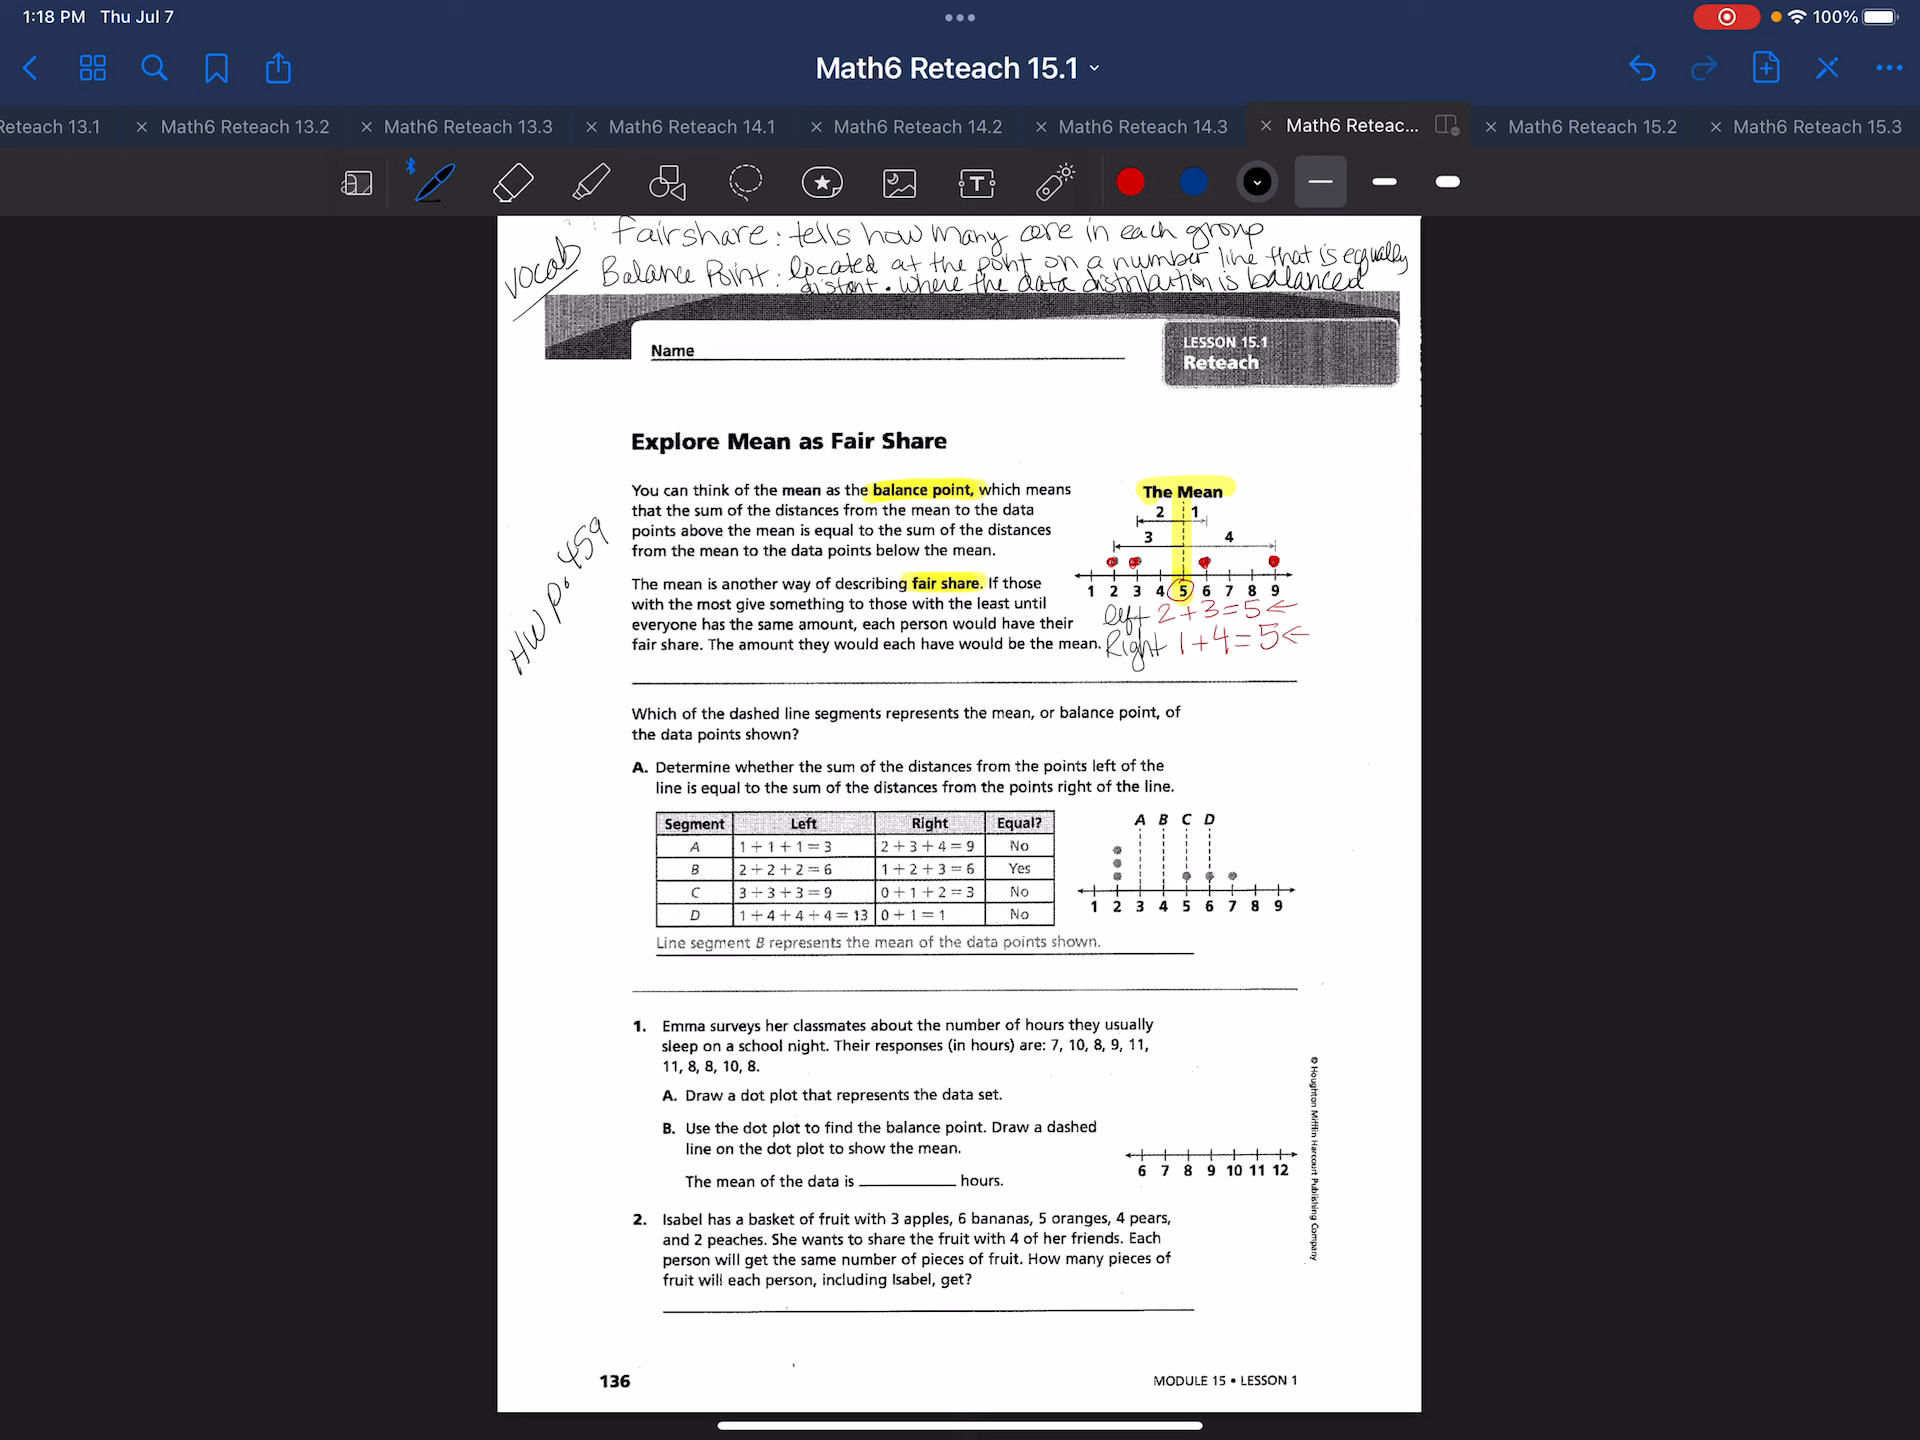 1:18 PM Thu Jul 7
100%
Math6 Reteach 15.1
Reteach 13.1
Math6 Reteach 13.2
Math6 Reteach 13.3
Math6 Reteach 14.1
Math6 Reteach 14.2
Math6 Reteach 14.3
Math6 Reteac...
Math6 Reteach 15.2
Math6 Reteach 15.3
vocab
fairshare: tells how many are in each group
Balance Point: located at the point on a number line that is equally
distant. where the data distribution is balanced
Name
LESSON 15.1
Reteach
Explore Mean as Fair Share
HW p. 459
You can think of the mean as the balance point, which means
that the sum of the distances from the mean to the data
points above the mean is equal to the sum of the distances
from the mean to the data points below the mean.
The mean is another way of describing fair share. If those
with the most give something to those with the least until
everyone has the same amount, each person would have their
fair share. The amount they would each have would be the mean.
The Mean
2 1
3 4
1 2 3 4 5 6 7 8 9
left 2+3=5←
Right 1+4=5←
Which of the dashed line segments represents the mean, or balance point, of
the data points shown?
A. Determine whether the sum of the distances from the points left of the
line is equal to the sum of the distances from the points right of the line.
Segment Left Right Equal?
A 1+1+1=3 2+3+4=9 No
B 2+2+2=6 1+2+3=6 Yes
C 3+3+3=9 0+1+2=3 No
D 1+4+4+4=13 0+1=1 No
Line segment B represents the mean of the data points shown.
A B C D
1 2 3 4 5 6 7 8 9
1. Emma surveys her classmates about the number of hours they usually
sleep on a school night. Their responses (in hours) are: 7, 10, 8, 9, 11,
11, 8, 8, 10, 8.
A. Draw a dot plot that represents the data set.
B. Use the dot plot to find the balance point. Draw a dashed
line on the dot plot to show the mean.
The mean of the data is ____________ hours.
6 7 8 9 10 11 12
2. Isabel has a basket of fruit with 3 apples, 6 bananas, 5 oranges, 4 pears,
and 2 peaches. She wants to share the fruit with 4 of her friends. Each
person will get the same number of pieces of fruit. How many pieces of
fruit will each person, including Isabel, get?
© Houghton Mifflin Harcourt Publishing Company
136
MODULE 15 • LESSON 1